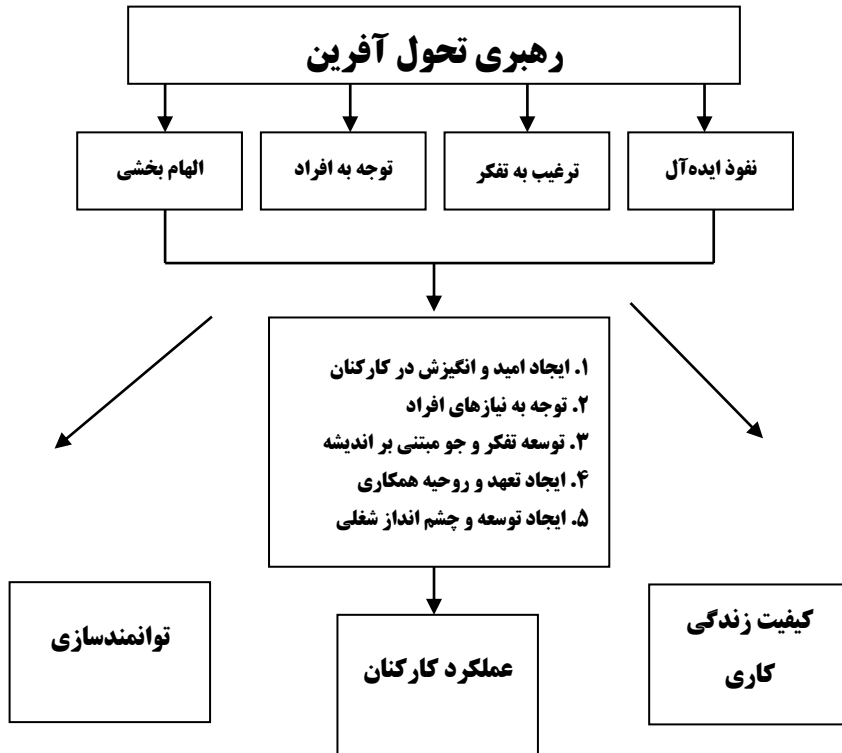 رهبری تحول آفرین
نفوذ ایده‌آل
ترغیب به تفکر
توجه به افراد
الهام بخشی
۱. ایجاد امید و انگیزش در کارکنان
۲. توجه به نیازهای افراد
۳. توسعه تفکر و جو مبتنی بر اندیشه
۴. ایجاد تعهد و روحیه همکاری
۵. ایجاد توسعه و چشم انداز شغلی
کیفیت زندگی
کاری
عملکرد کارکنان
توانمندسازی